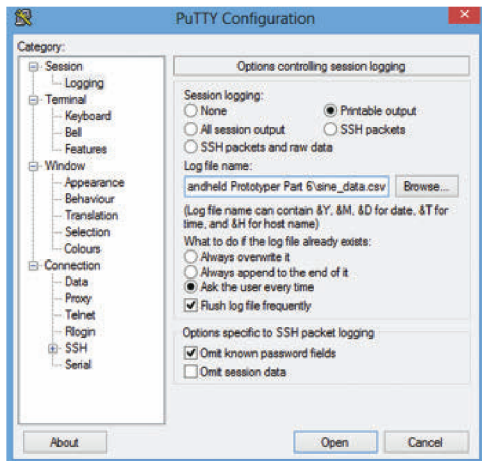 PuTTY Configuration
Category:
Session
Logging
Terminal
Keyboard
Bell
Features
Window
Appearance
Behaviour
Translation
Selection
Colours
Connection
Data
Proxy
Telnet
Rlogin
SSH
Serial
Options controlling session logging
Session logging:
None
Printable output
All session output
SSH packets
SSH packets and raw data
Log file name:
andheld Prototyper Part 6\sine_data.csv
Browse...
(Log file name can contain &Y, &M, &D for date, &T for
time, and &H for host name)
What to do if the log file already exists:
Always overwrite it
Always append to the end of it
Ask the user every time
Flush log file frequently
Options specific to SSH packet logging
Omit known password fields
Omit session data
About
Open
Cancel